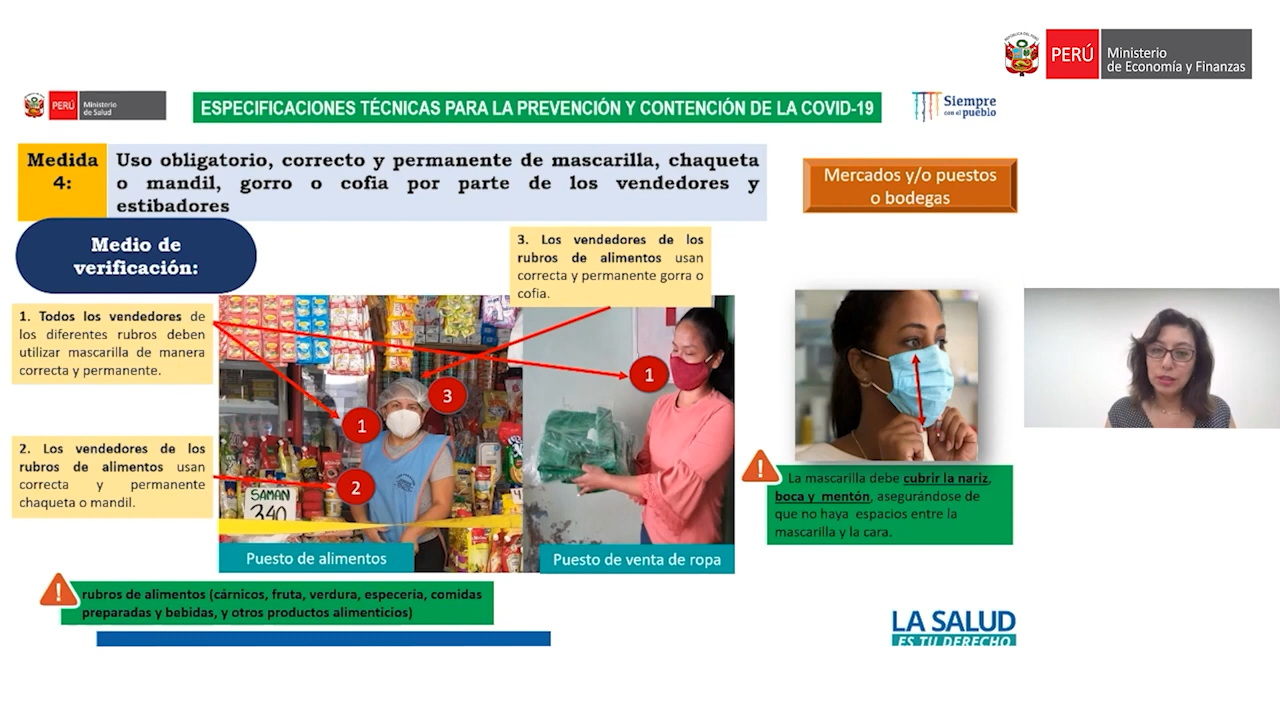 PERÚ
Ministerio
de Economía y Finanzas
PERÚ
Ministerio
de Salud
ESPECIFICACIONES TÉCNICAS PARA LA PREVENCIÓN Y CONTENCIÓN DE LA COVID-19
Siempre
con el pueblo
Medida
4:
Uso obligatorio, correcto y permanente de mascarilla, chaqueta
o mandil, gorro o cofia por parte de los vendedores y
estibadores
Mercados y/o puestos
o bodegas
Medio de
verificación:
3. Los vendedores de los
rubros de alimentos usan
correcta y permanente gorra o
cofia.
1. Todos los vendedores de
los diferentes rubros deben
utilizar mascarilla de manera
correcta y permanente.
1
3
1
2. Los vendedores de los
rubros de alimentos usan
correcta y permanente
chaqueta o mandil.
2
SAMAN
340
Puesto de alimentos
Puesto de venta de ropa
! La mascarilla debe cubrir la nariz,
boca y mentón, asegurándose de
que no haya espacios entre la
mascarilla y la cara.
! rubros de alimentos (cárnicos, fruta, verdura, especeria, comidas
preparadas y bebidas, y otros productos alimenticios)
LA SALUD
ES TU DERECHO